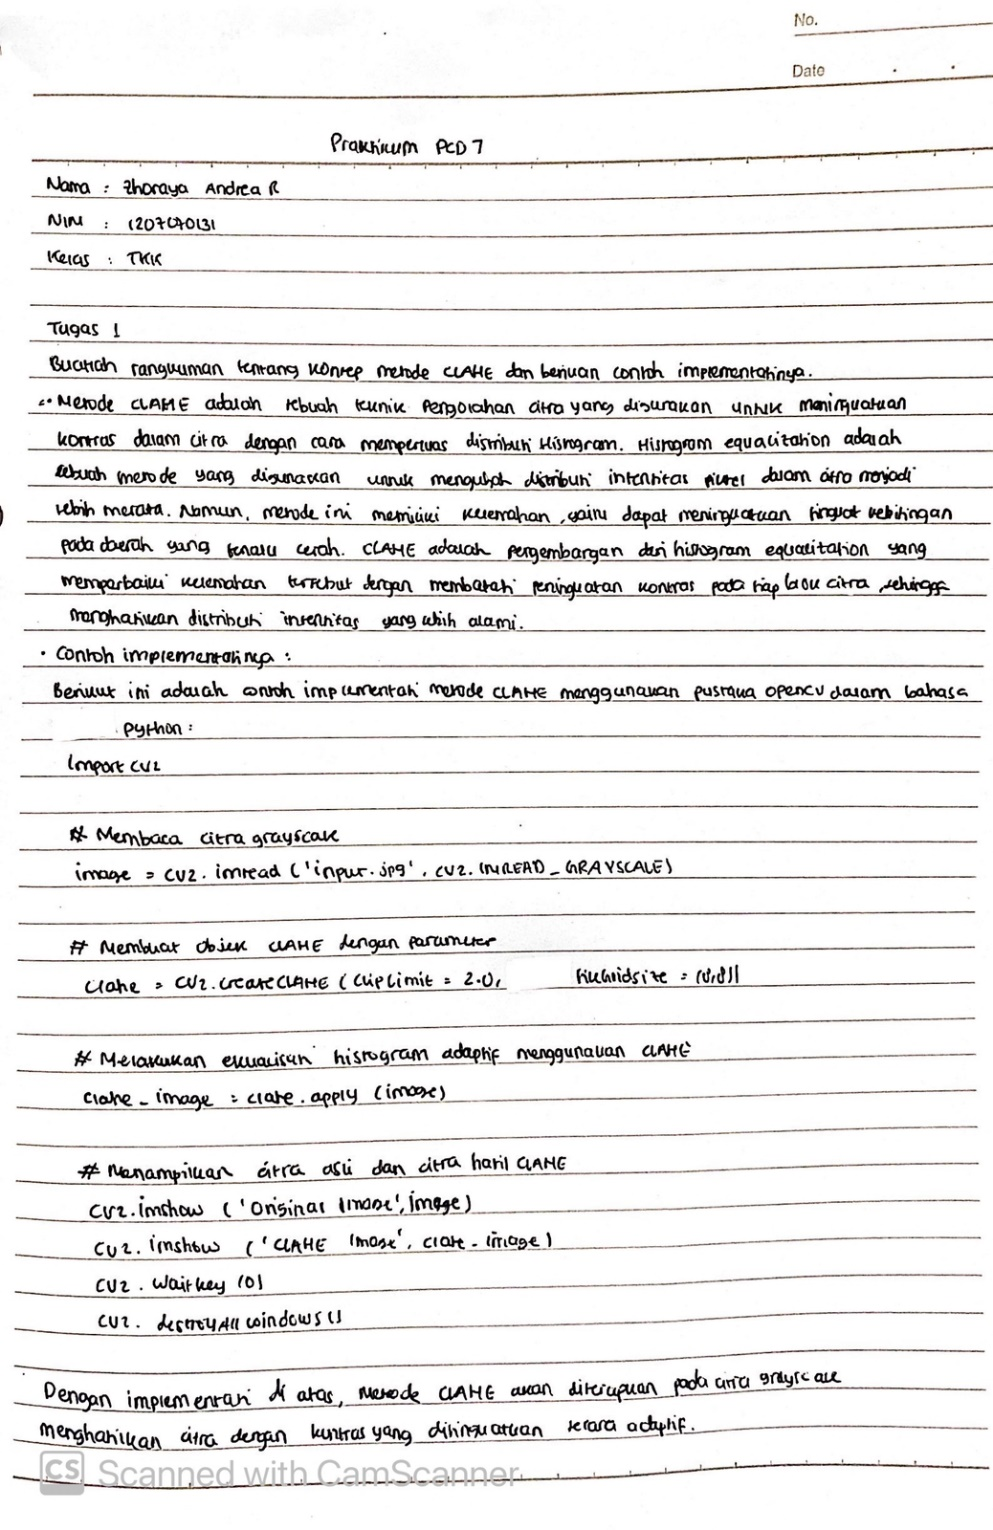 No.
Date
Praktikum PCD 7
Nama : Zhoraya Andrea R
NIM : 1207070131
Kelas : TKK
Tugas 1
Buatlah rangkuman tentang konsep metode CLAHE dan berikan contoh implementasinya.
Metode CLAHE adalah sebuah teknik pengolahan citra yang digunakan untuk meningkatkan
kontras dalam citra dengan cara memperluas distribusi Histogram. Histogram equalization adalah
sebuah metode yang digunakan untuk mengubah distribusi intensitas piksel dalam citra menjadi
lebih merata. Namun, metode ini memiliki kelemahan, yaitu dapat meningkatkan tingkat kebisingan
pada daerah yang terlalu cerah. CLAHE adalah pengembangan dari histogram equalization yang
memperbaiki kelemahan tersebut dengan membatasi peningkatan kontras pada tiap citra, sehingga
menghasilkan distribusi intensitas yang lebih alami.
• Contoh implementasinya :
Berikut ini adalah contoh implementasi metode CLAHE menggunakan pustaka opencv dalam bahasa
python :
Import cv2
# Membaca citra grayscale
image = cv2. imread ('input.jpg', cv2. IMREAD_GRAYSCALE)
# Membuat objek CLAHE dengan parameter
clahe = cv2.createCLAHE (clipLimit = 2.0, tileGridSize = (8,8))
# Melakukan ekualisasi histogram adaptif menggunakan CLAHE
clahe_image = clahe.apply (image)
# Menampilkan citra asli dan citra hasil CLAHE
cv2.imshow ('Original Image', image)
cv2. imshow ('CLAHE Image', clahe_image)
cv2. waitkey (0)
cv2. destroyAll windows ()
Dengan implementasi di atas, Metode CLAHE akan diterapkan pada citra grayscale
menghasilkan citra dengan kontras yang ditingkatkan secara adaptif.
CS Scanned with CamScanner